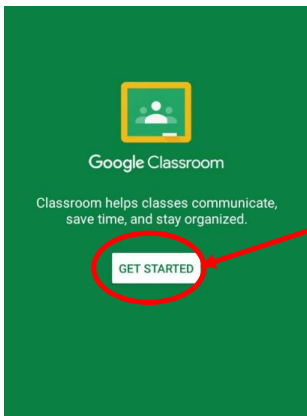 Google Classroom
Classroom helps classes communicate,
save time, and stay organized.
GET STARTED